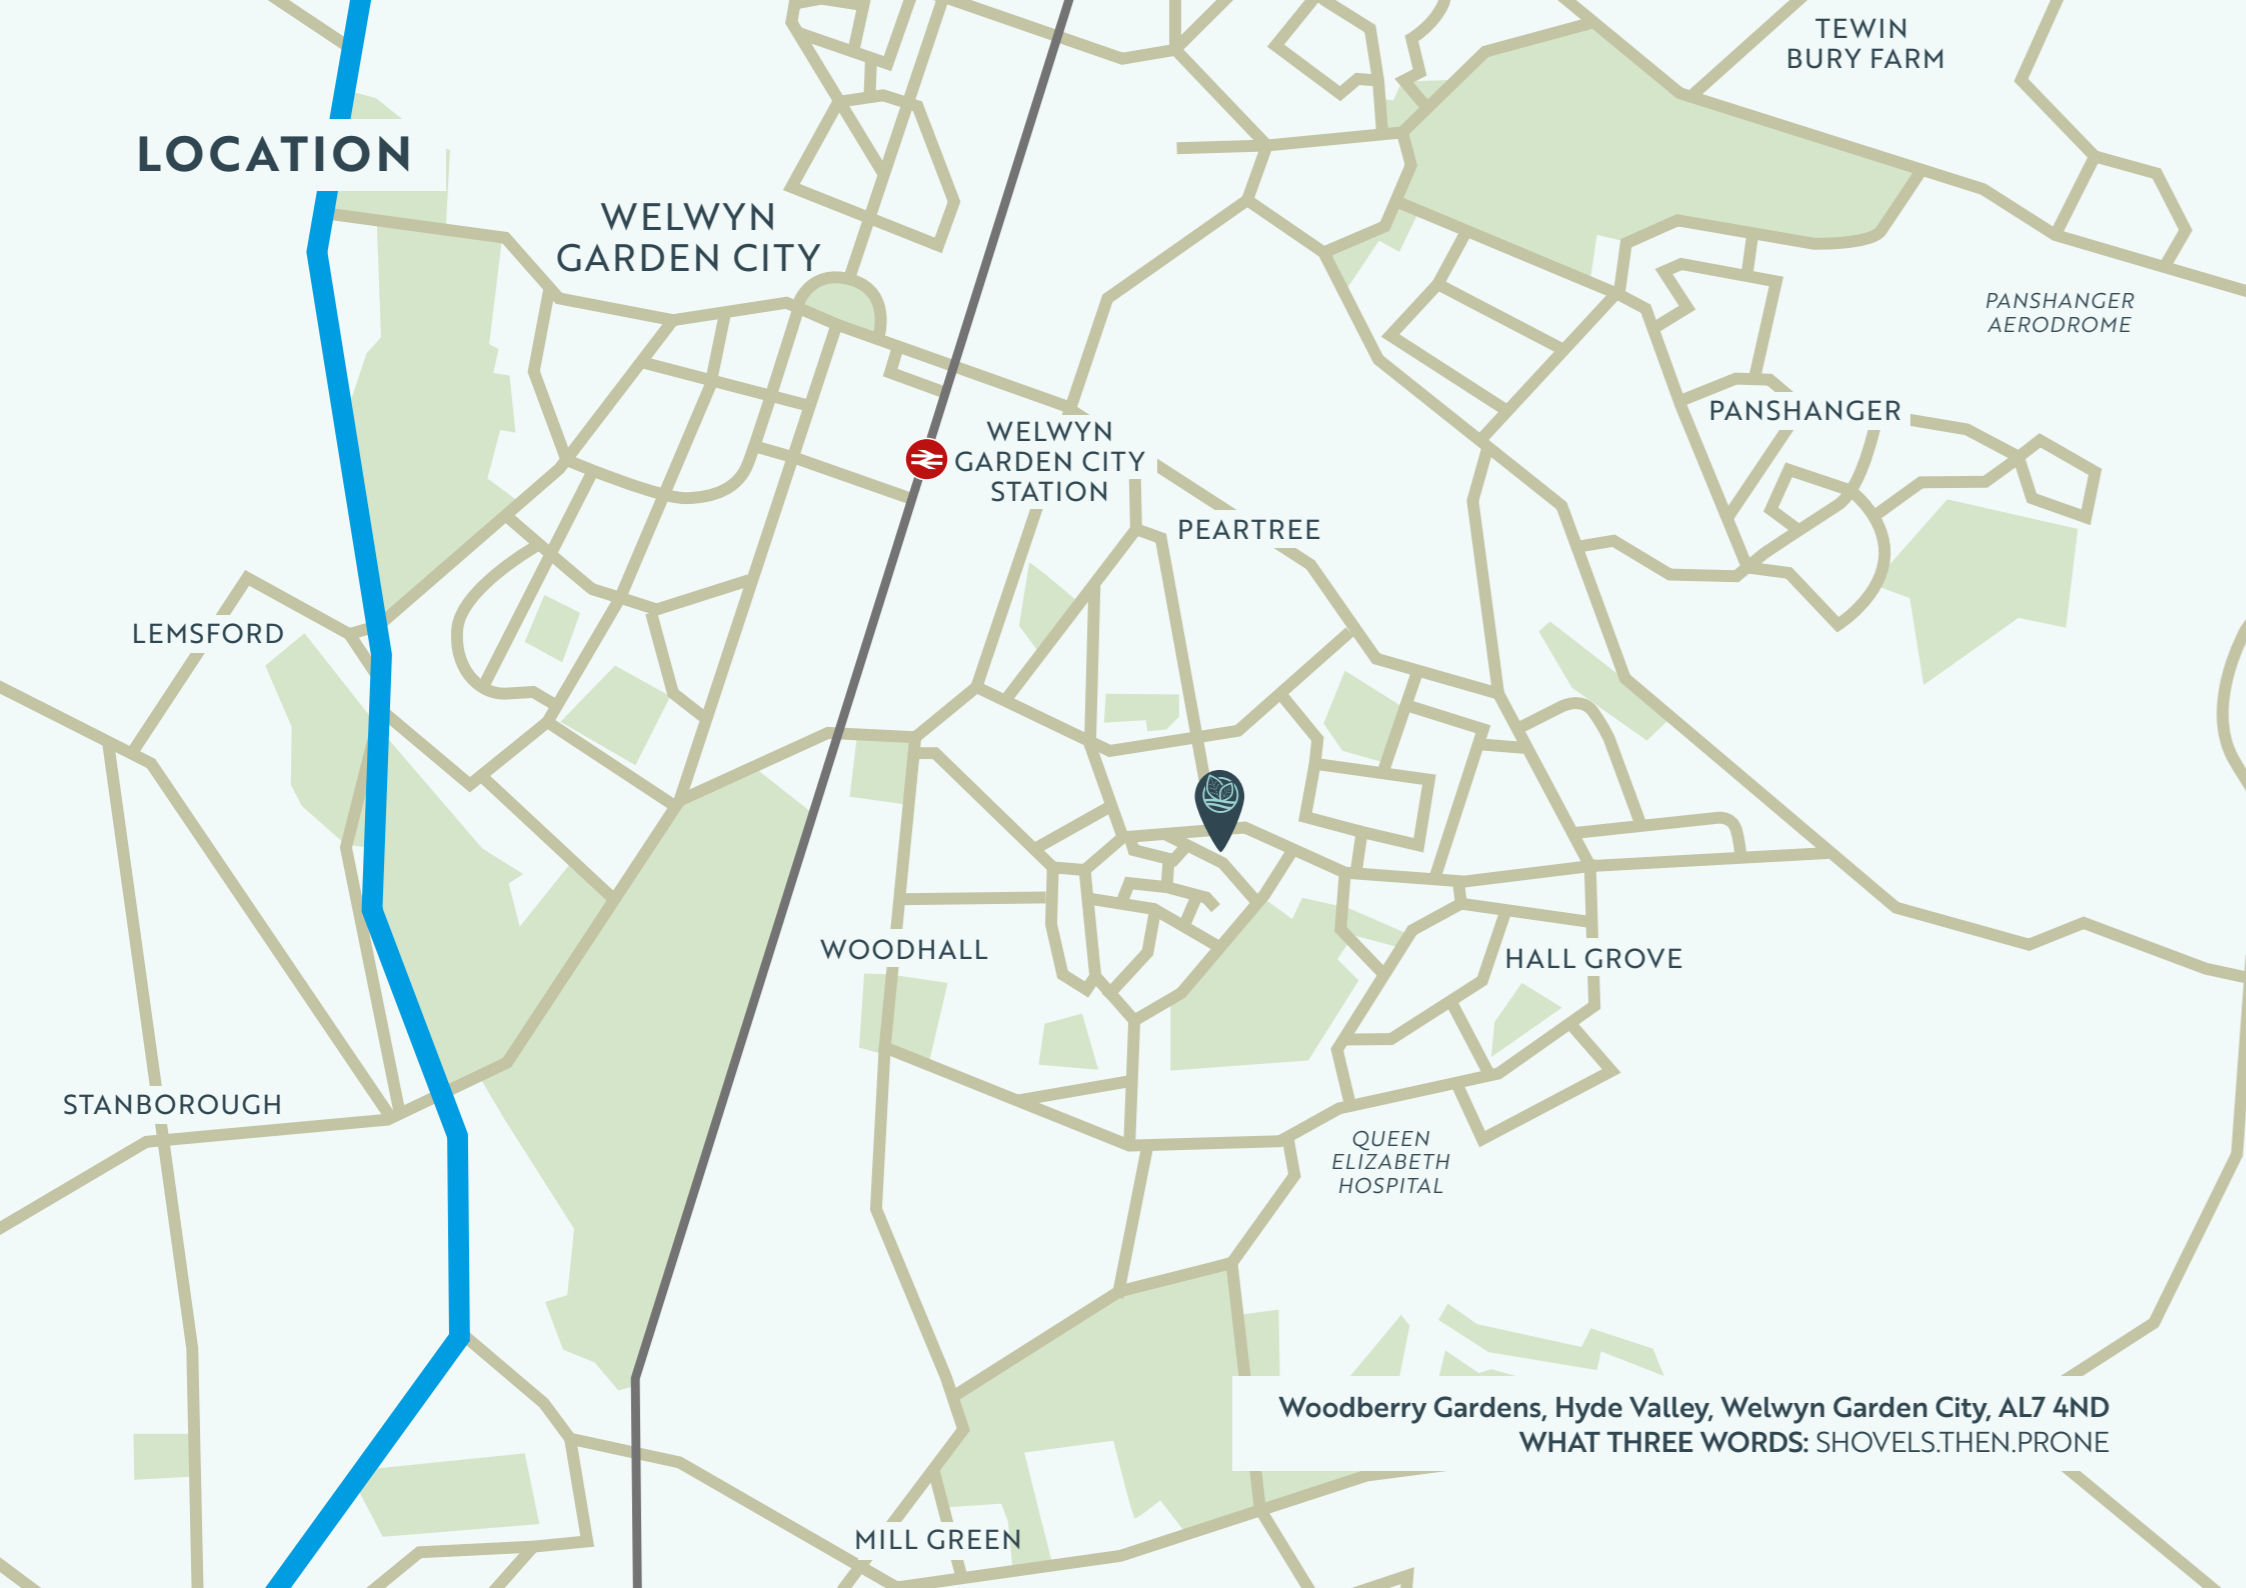 TEWIN
BURY FARM
LOCATION
WELWYN
GARDEN CITY
PANSHANGER
AERODROME
PANSHANGER
WELWYN
GARDEN CITY
STATION
PEARTREE
LEMSFORD
WOODHALL
HALL GROVE
STANBOROUGH
QUEEN
ELIZABETH
HOSPITAL
Woodberry Gardens, Hyde Valley, Welwyn Garden City, AL7 4ND
WHAT THREE WORDS: SHOVELS.THEN.PRONE
MILL GREEN